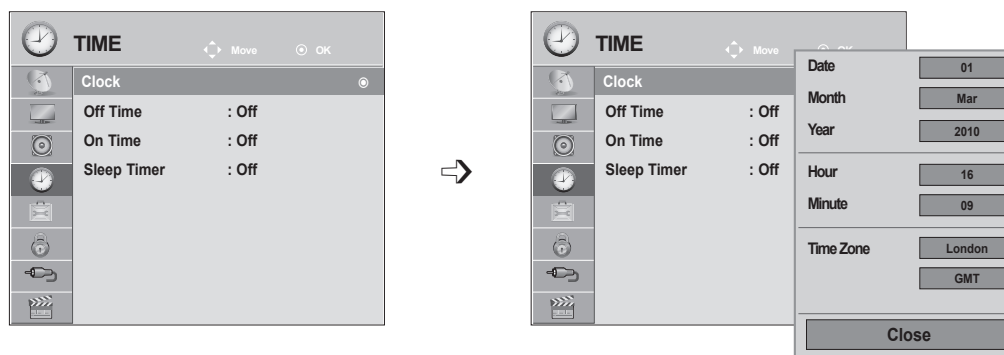 TIME
Move
OK
Clock
Off Time : Off
On Time : Off
Sleep Timer : Off
TIME
Move
OK
Clock
Off Time : Off
On Time : Off
Sleep Timer : Off
Date 01
Month Mar
Year 2010
Hour 16
Minute 09
Time Zone London
GMT
Close